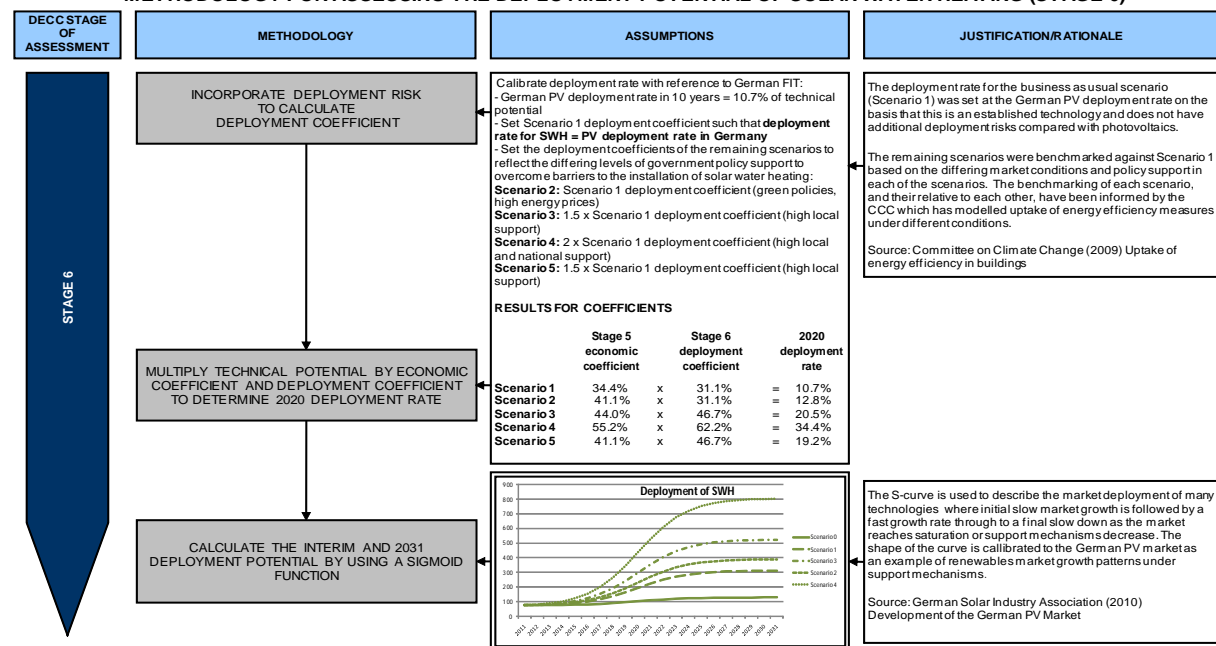 METHODOLOGY FOR ASSESSING THE DEPLOYMENT POTENTIAL OF SOLAR WATER HEATING (STAGE 6)
DECC STAGE
OF
ASSESSMENT
METHODOLOGY
ASSUMPTIONS
JUSTIFICATION/RATIONALE
STAGE 6
INCORPORATE DEPLOYMENT RISK
TO CALCULATE
DEPLOYMENT COEFFICIENT
Calibrate deployment rate with reference to German FIT:
- German PV deployment rate in 10 years = 10.7% of technical
potential
- Set Scenario 1 deployment coefficient such that deployment
rate for SWH = PV deployment rate in Germany
- Set the deployment coefficients of the remaining scenarios to
reflect the differing levels of government policy support to
overcome barriers to the installation of solar water heating:
Scenario 2: Scenario 1 deployment coefficient (green policies,
high energy prices)
Scenario 3: 1.5 x Scenario 1 deployment coefficient (high local
support)
Scenario 4: 2 x Scenario 1 deployment coefficient (high local
and national support)
Scenario 5: 1.5 x Scenario 1 deployment coefficient (high local
support)
The deployment rate for the business as usual scenario
(Scenario 1) was set at the German PV deployment rate on the
basis that this is an established technology and does not have
additional deployment risks compared with photovoltaics.
The remaining scenarios were benchmarked against Scenario 1
based on the differing market conditions and policy support in
each of the scenarios. The benchmarking of each scenario,
and their relative to each other, have been informed by the
CCC which has modelled uptake of energy efficiency measures
under different conditions.
Source: Committee on Climate Change (2009) Uptake of
energy efficiency in buildings
MULTIPLY TECHNICAL POTENTIAL BY ECONOMIC
COEFFICIENT AND DEPLOYMENT COEFFICIENT
TO DETERMINE 2020 DEPLOYMENT RATE
RESULTS FOR COEFFICIENTS
Stage 5 Stage 6 2020
economic deployment deployment
coefficient coefficient rate
Scenario 1 34.4% x 31.1% = 10.7%
Scenario 2 41.1% x 31.1% = 12.8%
Scenario 3 44.0% x 46.7% = 20.5%
Scenario 4 55.2% x 62.2% = 34.4%
Scenario 5 41.1% x 46.7% = 19.2%
CALCULATE THE INTERIM AND 2031
DEPLOYMENT POTENTIAL BY USING A SIGMOID
FUNCTION
Deployment of SWH
900
800
700
600
500
400
300
200
100
0
2011 2012 2013 2014 2015 2016 2017 2018 2019 2020 2021 2022 2023 2024 2025 2026 2027 2028 2029 2030 2031
Scenario 0
Scenario 1
Scenario 3
Scenario 2
Scenario 4
The S-curve is used to describe the market deployment of many
technologies where initial slow market growth is followed by a
fast growth rate through to a final slow down as the market
reaches saturation or support mechanisms decrease. The
shape of the curve is callibrated to the German PV market as
an example of renewables market growth patterns under
support mechanisms.
Source: German Solar Industry Association (2010)
Development of the German PV Market